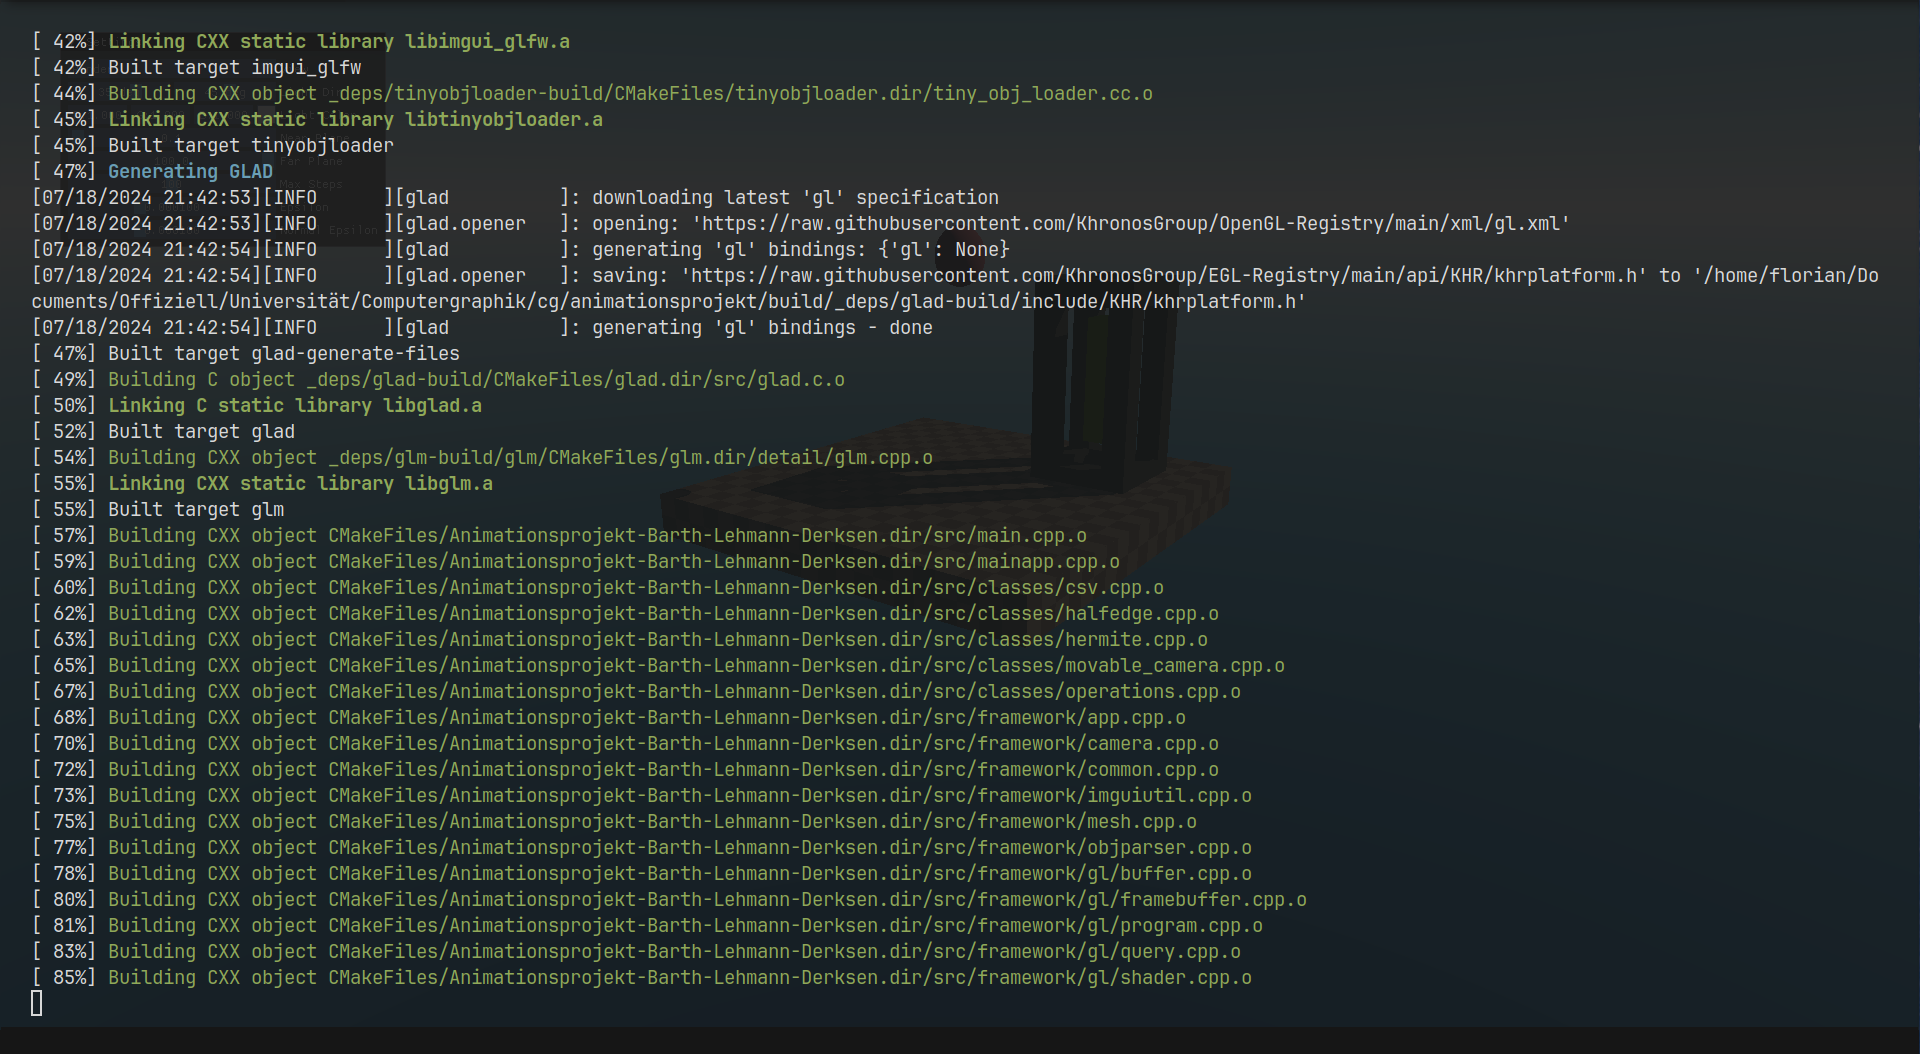 [ 42%] Linking CXX static library libimgui_glfw.a
[ 42%] Built target imgui_glfw
[ 44%] Building CXX object _deps/tinyobjloader-build/CMakeFiles/tinyobjloader.dir/tiny_obj_loader.cc.o
[ 45%] Linking CXX static library libtinyobjloader.a
[ 45%] Built target tinyobjloader
[ 47%] Generating GLAD
[07/18/2024 21:42:53][INFO      ][glad          ]: downloading latest 'gl' specification
[07/18/2024 21:42:53][INFO      ][glad.opener   ]: opening: 'https://raw.githubusercontent.com/KhronosGroup/OpenGL-Registry/main/xml/gl.xml'
[07/18/2024 21:42:54][INFO      ][glad          ]: generating 'gl' bindings: {'gl': None}
[07/18/2024 21:42:54][INFO      ][glad.opener   ]: saving: 'https://raw.githubusercontent.com/KhronosGroup/EGL-Registry/main/api/KHR/khrplatform.h' to '/home/florian/Do
cuments/Offiziell/Universität/Computergraphik/cg/animationsprojekt/build/_deps/glad-build/include/KHR/khrplatform.h'
[07/18/2024 21:42:54][INFO      ][glad          ]: generating 'gl' bindings - done
[ 47%] Built target glad-generate-files
[ 49%] Building C object _deps/glad-build/CMakeFiles/glad.dir/src/glad.c.o
[ 50%] Linking C static library libglad.a
[ 52%] Built target glad
[ 54%] Building CXX object _deps/glm-build/glm/CMakeFiles/glm.dir/detail/glm.cpp.o
[ 55%] Linking CXX static library libglm.a
[ 55%] Built target glm
[ 57%] Building CXX object CMakeFiles/Animationsprojekt-Barth-Lehmann-Derksen.dir/src/main.cpp.o
[ 59%] Building CXX object CMakeFiles/Animationsprojekt-Barth-Lehmann-Derksen.dir/src/mainapp.cpp.o
[ 60%] Building CXX object CMakeFiles/Animationsprojekt-Barth-Lehmann-Derksen.dir/src/classes/csv.cpp.o
[ 62%] Building CXX object CMakeFiles/Animationsprojekt-Barth-Lehmann-Derksen.dir/src/classes/halfedge.cpp.o
[ 63%] Building CXX object CMakeFiles/Animationsprojekt-Barth-Lehmann-Derksen.dir/src/classes/hermite.cpp.o
[ 65%] Building CXX object CMakeFiles/Animationsprojekt-Barth-Lehmann-Derksen.dir/src/classes/movable_camera.cpp.o
[ 67%] Building CXX object CMakeFiles/Animationsprojekt-Barth-Lehmann-Derksen.dir/src/classes/operations.cpp.o
[ 68%] Building CXX object CMakeFiles/Animationsprojekt-Barth-Lehmann-Derksen.dir/src/framework/app.cpp.o
[ 70%] Building CXX object CMakeFiles/Animationsprojekt-Barth-Lehmann-Derksen.dir/src/framework/camera.cpp.o
[ 72%] Building CXX object CMakeFiles/Animationsprojekt-Barth-Lehmann-Derksen.dir/src/framework/common.cpp.o
[ 73%] Building CXX object CMakeFiles/Animationsprojekt-Barth-Lehmann-Derksen.dir/src/framework/imguiutil.cpp.o
[ 75%] Building CXX object CMakeFiles/Animationsprojekt-Barth-Lehmann-Derksen.dir/src/framework/mesh.cpp.o
[ 77%] Building CXX object CMakeFiles/Animationsprojekt-Barth-Lehmann-Derksen.dir/src/framework/objparser.cpp.o
[ 78%] Building CXX object CMakeFiles/Animationsprojekt-Barth-Lehmann-Derksen.dir/src/framework/gl/buffer.cpp.o
[ 80%] Building CXX object CMakeFiles/Animationsprojekt-Barth-Lehmann-Derksen.dir/src/framework/gl/framebuffer.cpp.o
[ 81%] Building CXX object CMakeFiles/Animationsprojekt-Barth-Lehmann-Derksen.dir/src/framework/gl/program.cpp.o
[ 83%] Building CXX object CMakeFiles/Animationsprojekt-Barth-Lehmann-Derksen.dir/src/framework/gl/query.cpp.o
[ 85%] Building CXX object CMakeFiles/Animationsprojekt-Barth-Lehmann-Derksen.dir/src/framework/gl/shader.cpp.o